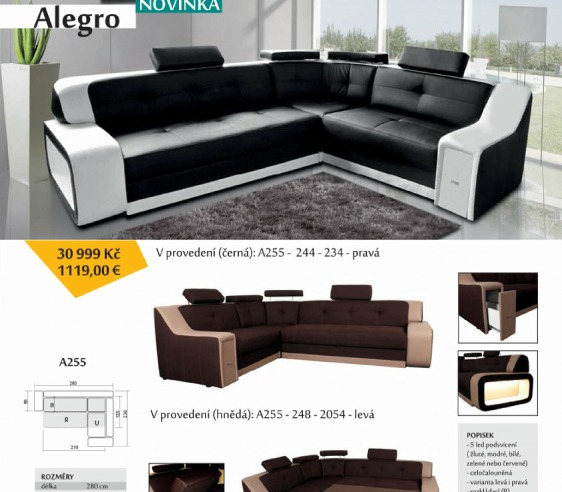 NOVINKA
Alegro
30 999 Kč
1119,00 €
V provedení (černá): A255 - 244 - 234 - pravá
A255
V provedení (hnědá): A255 - 248 - 2054 - levá
R
R
U
210
POPISEK
- 5 led podsvícení
( žluté, modré, bílé,
zelené nebo červené)
- celočalouněná
- varianta levá i pravá
- rozkládací (R)
ROZMĚRY
délka 280 cm